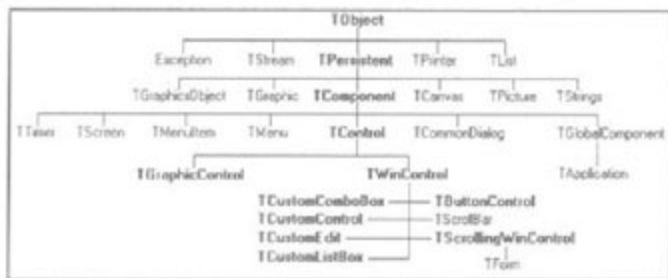 TObject
Exception TStream TPersistent TPrinter TList
TGraphicsObject TGraphic TComponent TCanvas TPicture TStrings
TTimer TScreen TMenuItem TMenu TControl TCommonDialog TGlobalComponent
TGraphicControl TWinControl TApplication
TCustomComboBox TButtonControl
TCustomControl TScrollBar
TCustomEdit TScrollingWinControl
TCustomListBox TForm